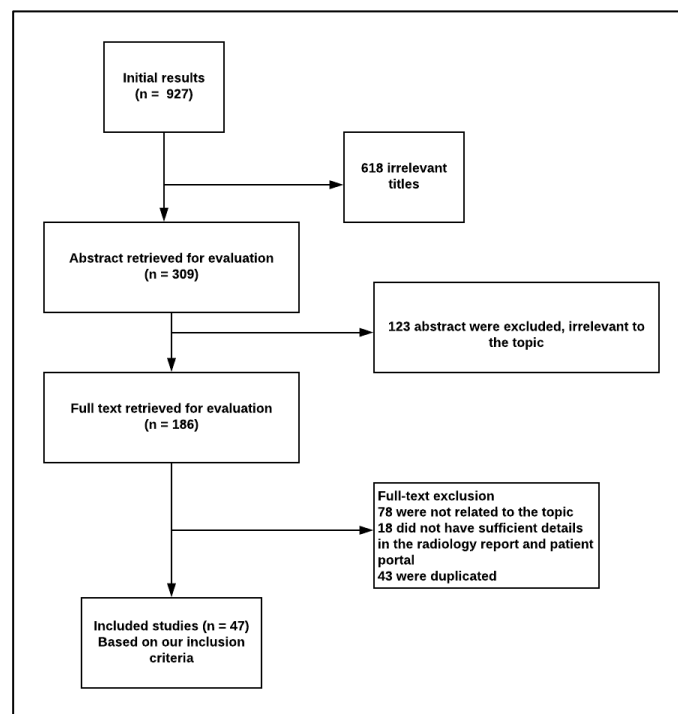 Initial results
(n = 927)
618 irrelevant
titles
Abstract retrieved for evaluation
(n = 309)
123 abstract were excluded, irrelevant to
the topic
Full text retrieved for evaluation
(n = 186)
Full-text exclusion
78 were not related to the topic
18 did not have sufficient details
in the radiology report and patient
portal
43 were duplicated
Included studies (n = 47)
Based on our inclusion
criteria